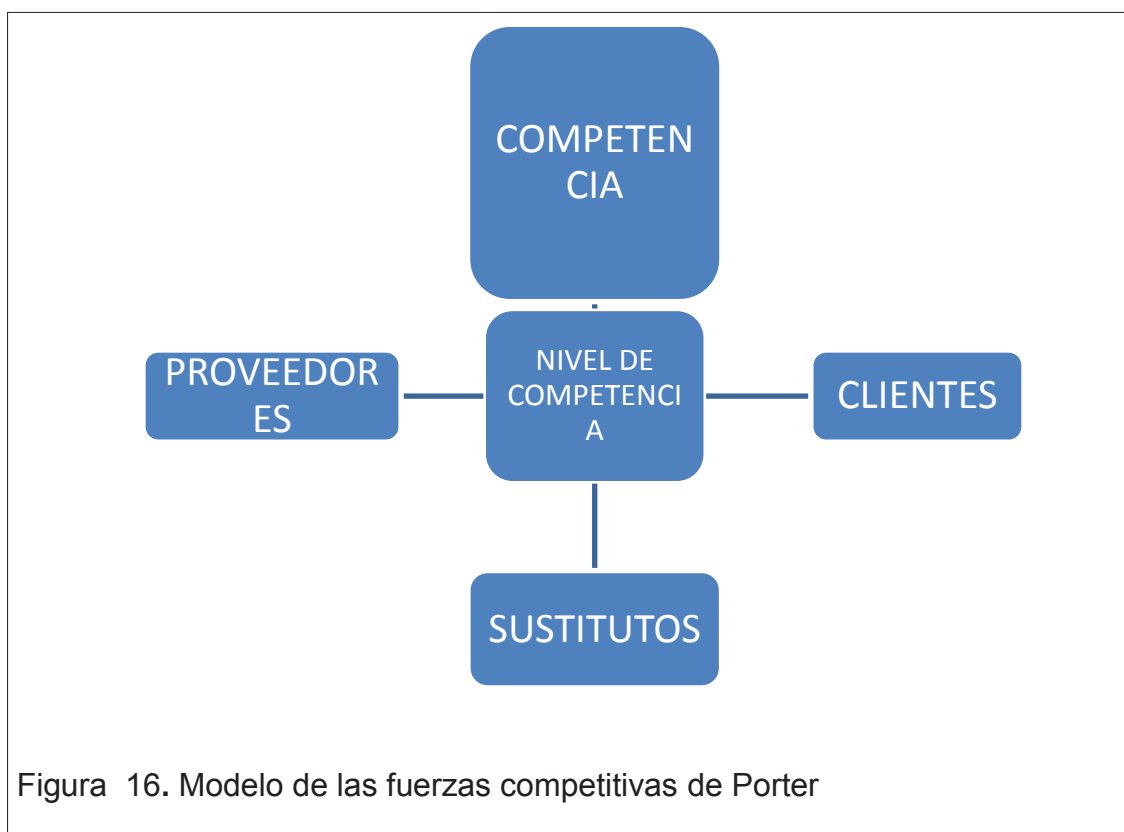 COMPETEN
CIA
PROVEEDOR
ES
NIVEL DE
COMPETENCI
A
CLIENTES
SUSTITUTOS
Figura 16. Modelo de las fuerzas competitivas de Porter